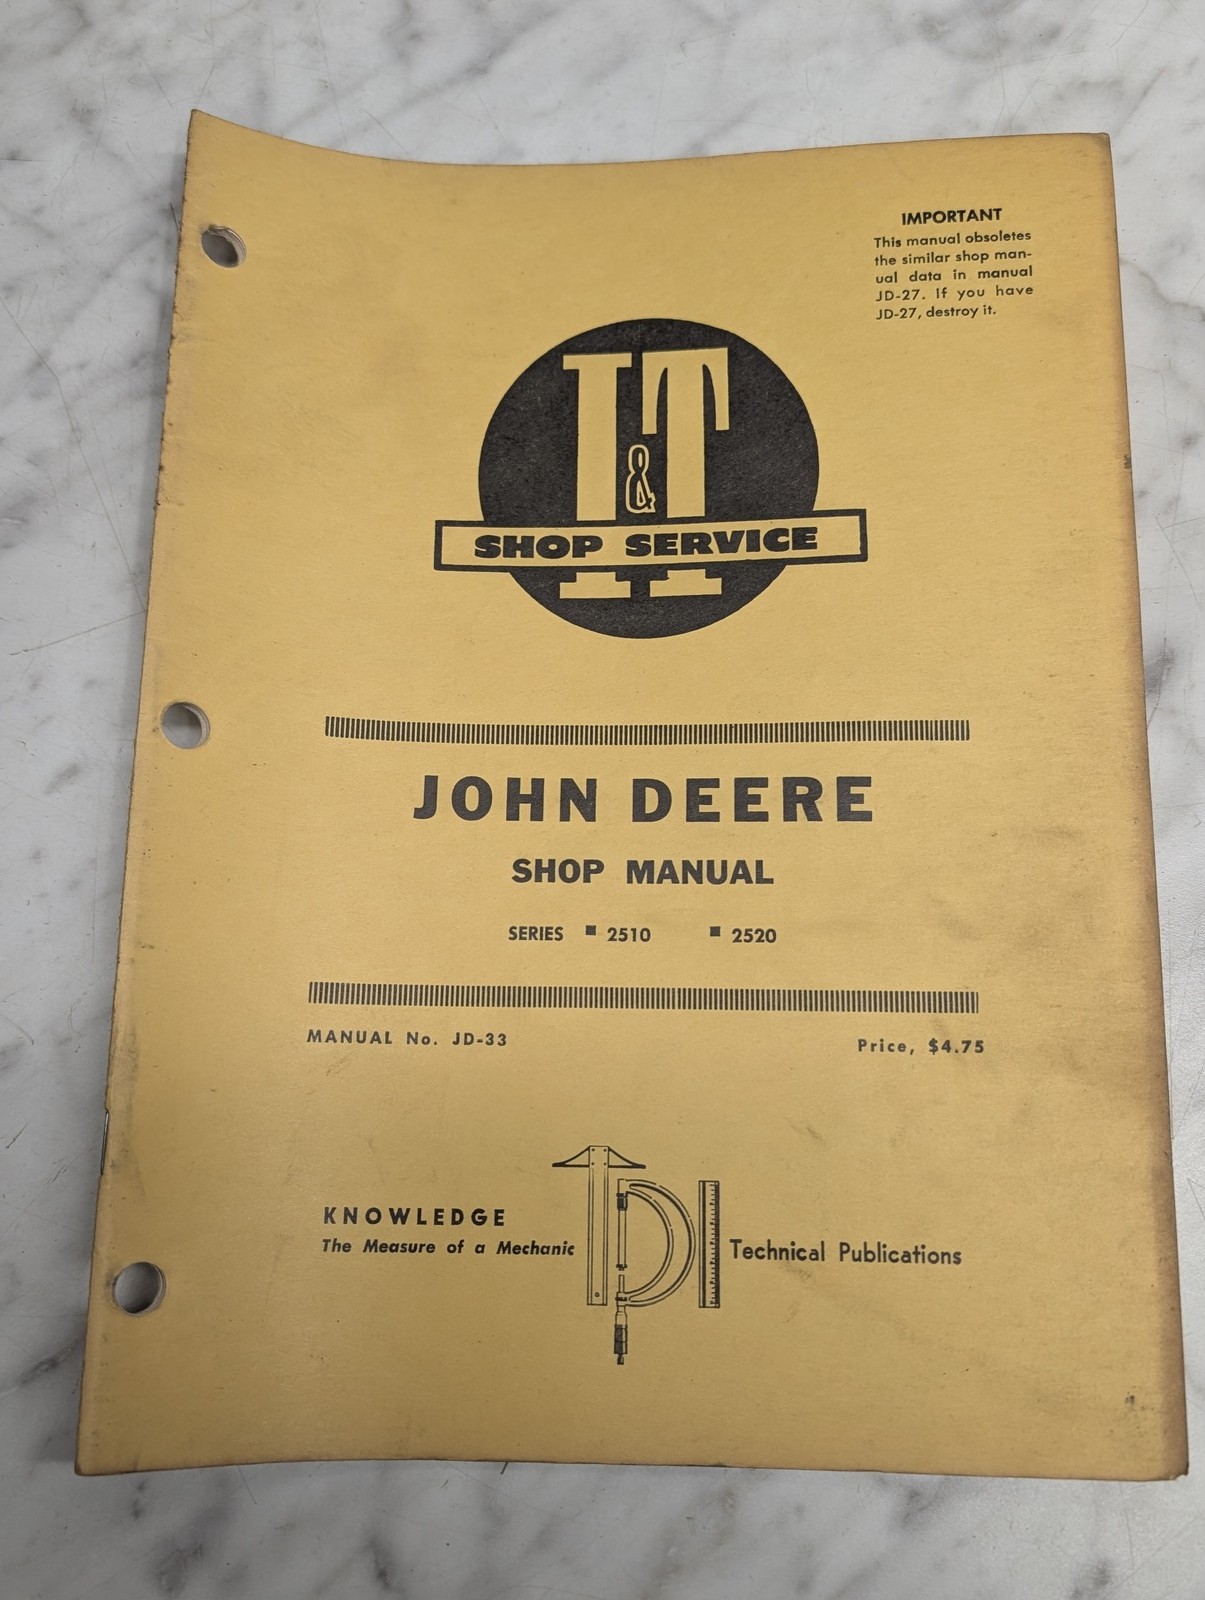 IMPORTANT
This manual obsoletes
the similar shop man-
ual data in manual
JD-27. If you have
JD-27, destroy it.
I&T
SHOP SERVICE
JOHN DEERE
SHOP MANUAL
SERIES ■ 2510 ■ 2520
MANUAL No. JD-33
Price, $4.75
KNOWLEDGE
The Measure of a Mechanic
Technical Publications